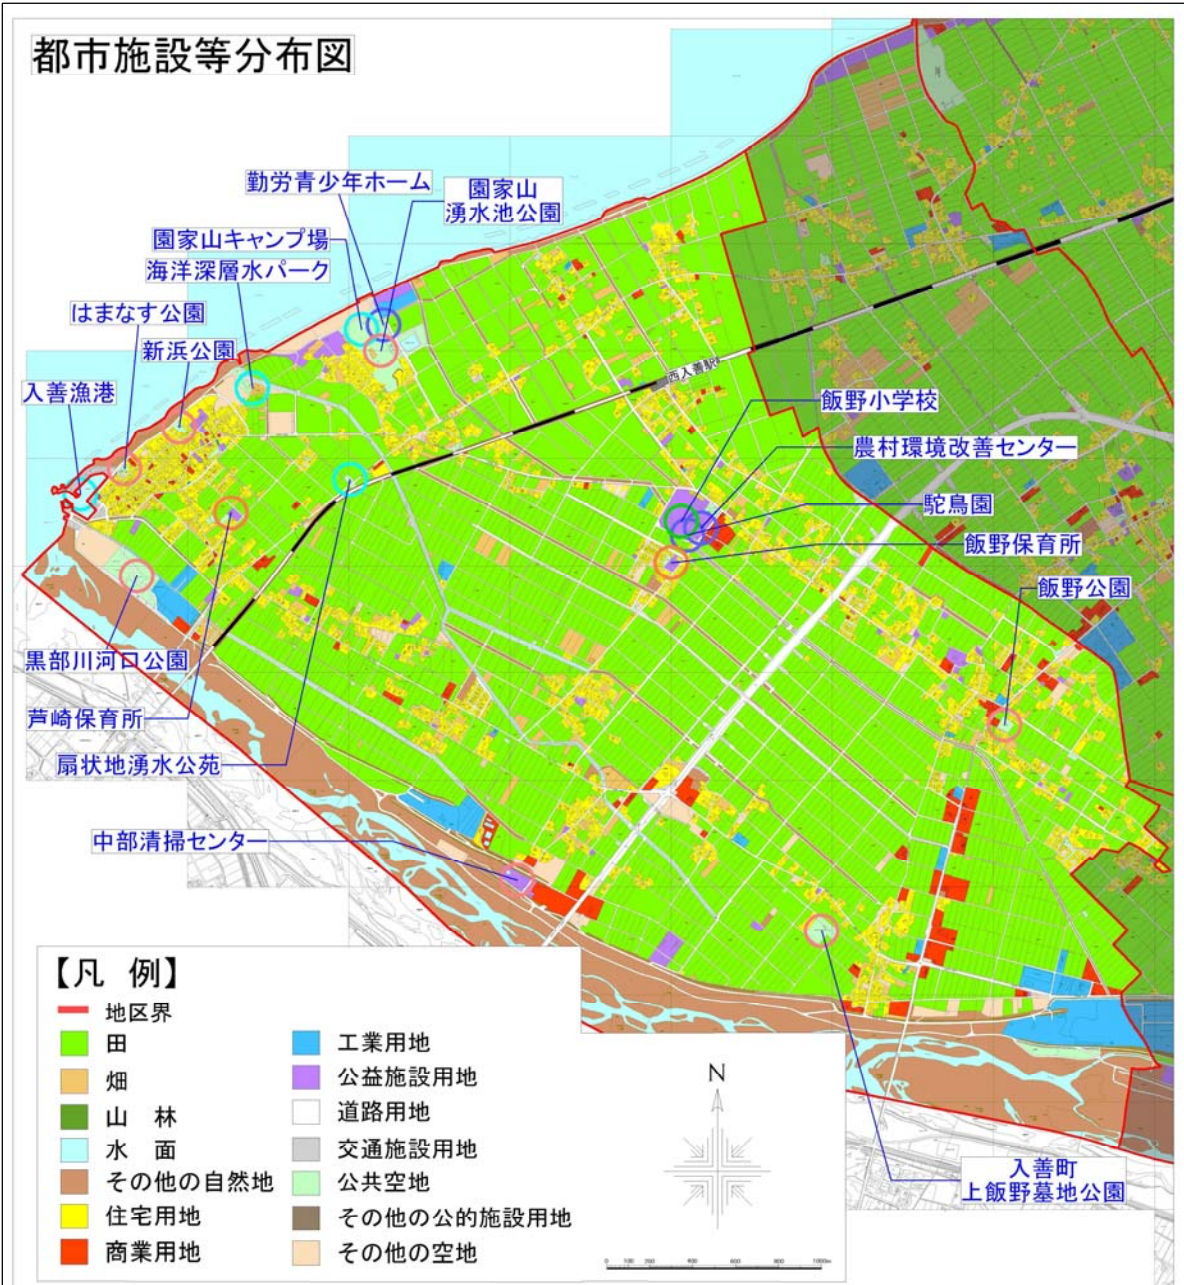 都市施設等分布図
勤労青少年ホーム
園家山
湧水池公園
園家山キャンプ場
海洋深層水パーク
はまなす公園
新浜公園
入善漁港
西入善駅
飯野小学校
農村環境改善センター
駝鳥園
飯野保育所
飯野公園
黒部川河口公園
芦崎保育所
扇状地湧水公苑
中部清掃センター
入善町
上飯野墓地公園
【凡 例】
地区界
田
畑
山 林
水 面
その他の自然地
住宅用地
商業用地
工業用地
公益施設用地
道路用地
交通施設用地
公共空地
その他の公的施設用地
その他の空地
N
0 100 200 400 600 800 1000m